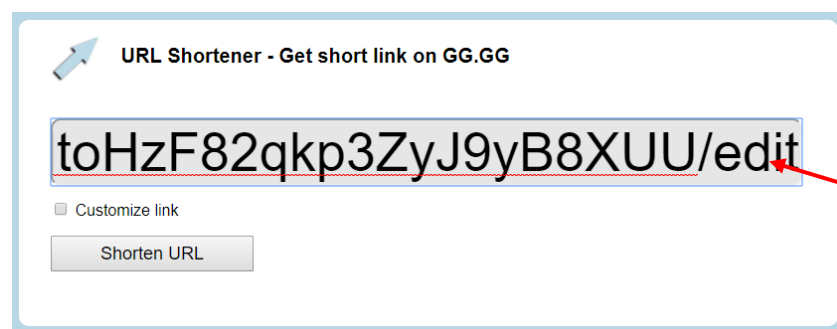 URL Shortener - Get short link on GG.GG
toHzF82qkp3ZyJ9yB8XUU/edit
Customize link
Shorten URL